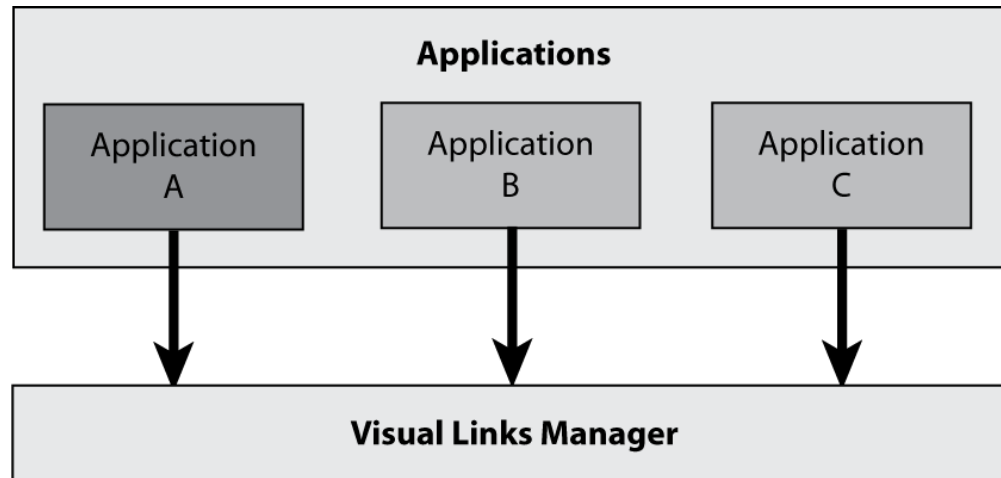 Applications
Application
A
Application
B
Application
C
Visual Links Manager